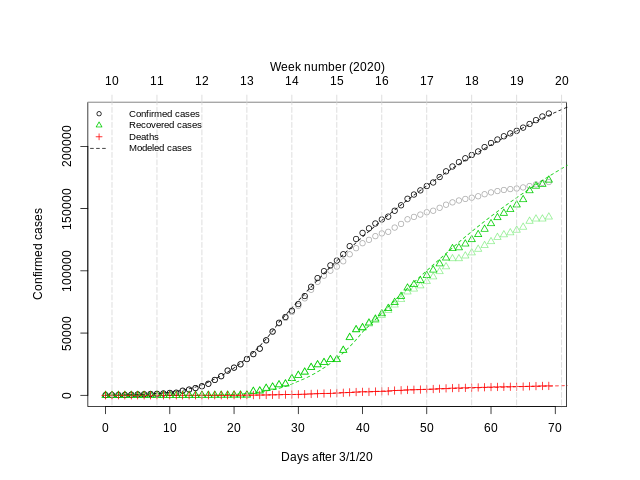 Week number (2020)
10 11 12 13 14 15 16 17 18 19 20
Confirmed cases
Recovered cases
Deaths
Modeled cases
Confirmed cases
200000
150000
100000
50000
0
0 10 20 30 40 50 60 70
Days after 3/1/20